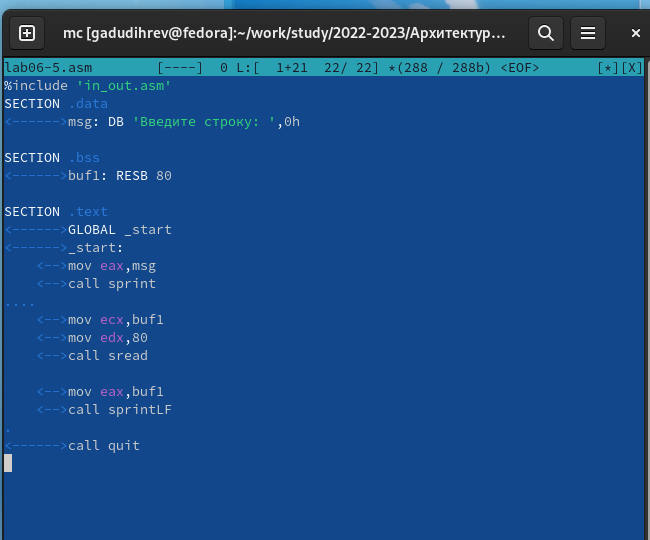 mc [gadudihrev@fedora]:~/work/study/2022-2023/Архитектур...
lab06-5.asm [----] 0 L:[ 1+21 22/ 22] *(288 / 288b) <EOF> [*][X]
%include 'in_out.asm'
SECTION .data
<------>msg: DB 'Введите строку: ',0h
SECTION .bss
<------>buf1: RESB 80
SECTION .text
<------>GLOBAL _start
<------>_start:
<-->mov eax,msg
<-->call sprint
....
<-->mov ecx,buf1
<-->mov edx,80
<-->call sread
<-->mov eax,buf1
<-->call sprintLF
.
<------>call quit